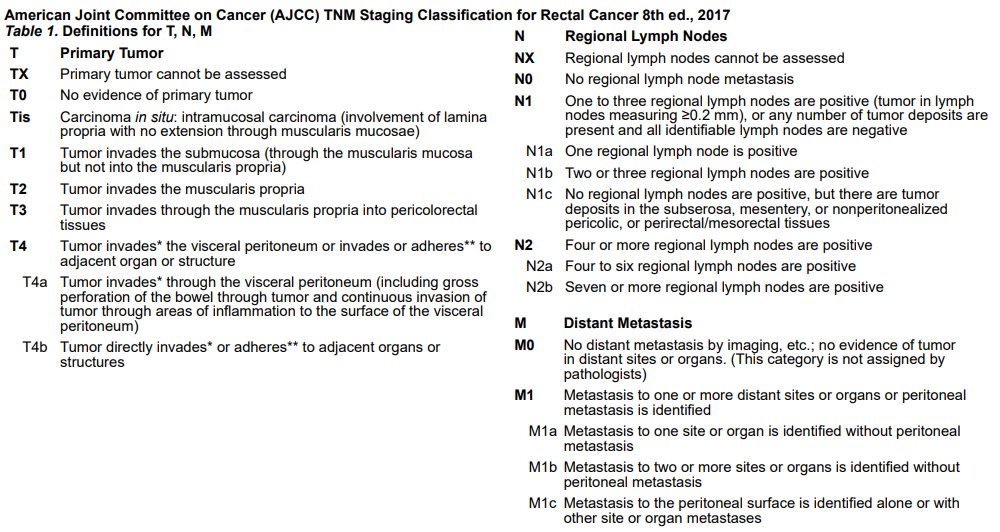 American Joint Committee on Cancer (AJCC) TNM Staging Classification for Rectal Cancer 8th ed., 2017
Table 1. Definitions for T, N, M
T Primary Tumor
TX Primary tumor cannot be assessed
T0 No evidence of primary tumor
Tis Carcinoma in situ: intramucosal carcinoma (involvement of lamina
propria with no extension through muscularis mucosae)
T1 Tumor invades the submucosa (through the muscularis mucosa
but not into the muscularis propria)
T2 Tumor invades the muscularis propria
T3 Tumor invades through the muscularis propria into pericolorectal
tissues
T4 Tumor invades* the visceral peritoneum or invades or adheres** to
adjacent organ or structure
T4a Tumor invades* through the visceral peritoneum (including gross
perforation of the bowel through tumor and continuous invasion of
tumor through areas of inflammation to the surface of the visceral
peritoneum)
T4b Tumor directly invades* or adheres** to adjacent organs or
structures
N Regional Lymph Nodes
NX Regional lymph nodes cannot be assessed
N0 No regional lymph node metastasis
N1 One to three regional lymph nodes are positive (tumor in lymph
nodes measuring ≥0.2 mm), or any number of tumor deposits are
present and all identifiable lymph nodes are negative
N1a One regional lymph node is positive
N1b Two or three regional lymph nodes are positive
N1c No regional lymph nodes are positive, but there are tumor
deposits in the subserosa, mesentery, or nonperitonealized
pericolic, or perirectal/mesorectal tissues
N2 Four or more regional lymph nodes are positive
N2a Four to six regional lymph nodes are positive
N2b Seven or more regional lymph nodes are positive
M Distant Metastasis
M0 No distant metastasis by imaging, etc.; no evidence of tumor
in distant sites or organs. (This category is not assigned by
pathologists)
M1 Metastasis to one or more distant sites or organs or peritoneal
metastasis is identified
M1a Metastasis to one site or organ is identified without peritoneal
metastasis
M1b Metastasis to two or more sites or organs is identified without
peritoneal metastasis
M1c Metastasis to the peritoneal surface is identified alone or with
other site or organ metastases